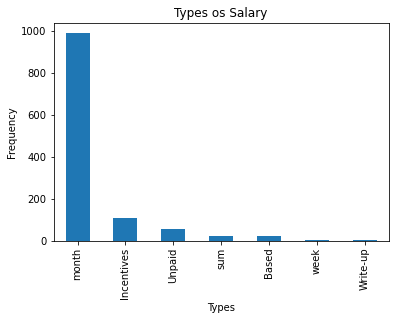 Types os Salary
Frequency
1000
800
600
400
200
0
month
Incentives
Unpaid
sum
Based
week
Write-up
Types